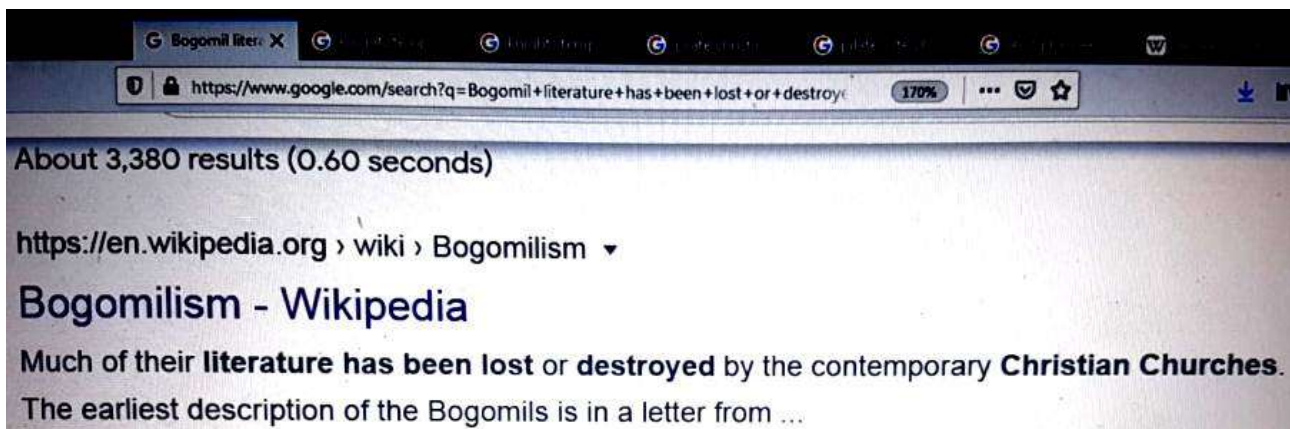 G Bogomil liter. X
https://www.google.com/search?q=Bogomil+literature+has+been+lost+or+destroye 170%
About 3,380 results (0.60 seconds)
https://en.wikipedia.org › wiki › Bogomilism
Bogomilism - Wikipedia
Much of their literature has been lost or destroyed by the contemporary Christian Churches.
The earliest description of the Bogomils is in a letter from ...